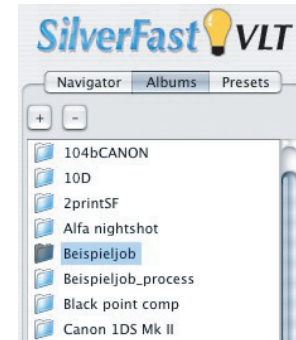 SilverFast VLT
Navigator Albums Presets
+ -
104bCANON
10D
2printSF
Alfa nightshot
Beispieljob
Beispieljob_process
Black point comp
Canon 1DS Mk II